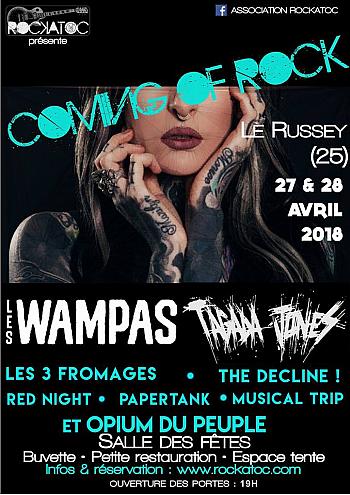 ROCKATOC
présente
ASSOCIATION ROCKATOC
COMING OF ROCK
LE RUSSEY
(25)
27 & 28
AVRIL
2018
LES WAMPAS
TAGADA JONES
LES 3 FROMAGES • THE DECLINE !
RED NIGHT • PAPERTANK • MUSICAL TRIP
ET OPIUM DU PEUPLE
SALLE DES FÊTES
Buvette • Petite restauration • Espace tente
Infos & réservation : www.rockatoc.com
OUVERTURE DES PORTES : 19H